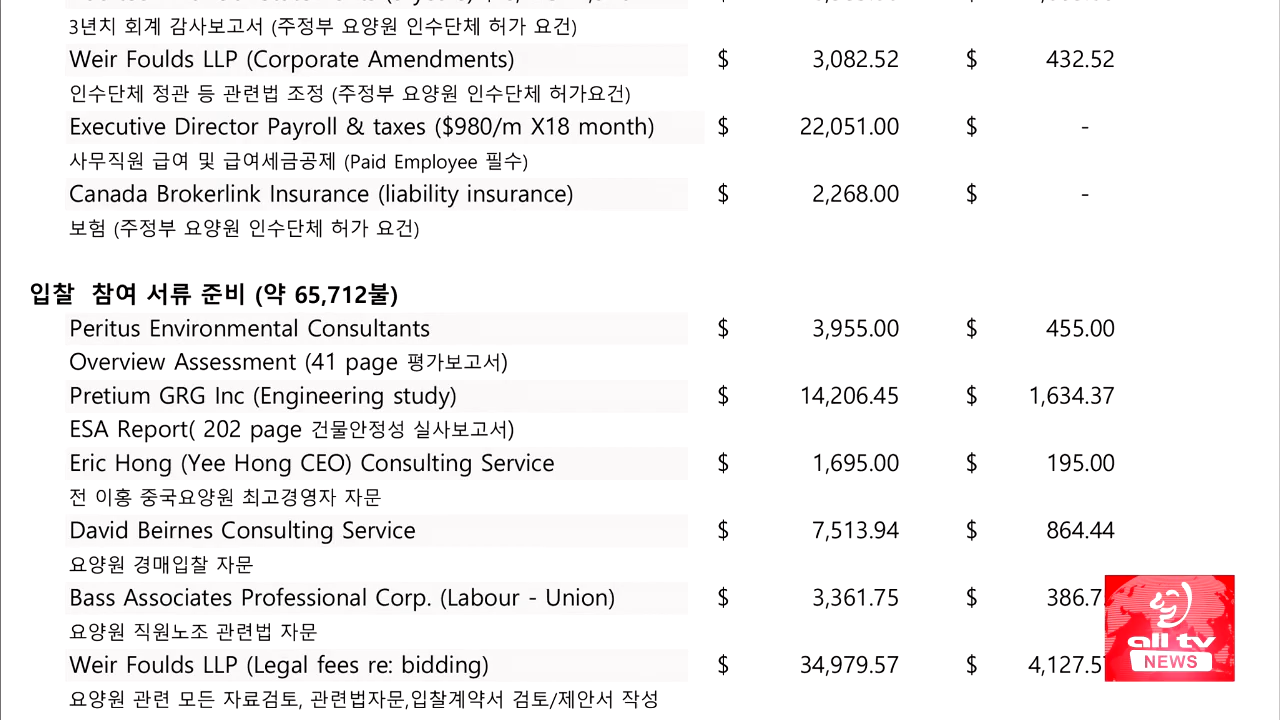 3년치 회계 감사보고서 (주정부 요양원 인수단체 허가 요건)
Weir Foulds LLP (Corporate Amendments) $ 3,082.52 $ 432.52
인수단체 정관 등 관련법 조정 (주정부 요양원 인수단체 허가요건)
Executive Director Payroll & taxes ($980/m X18 month) $ 22,051.00 $ -
사무직원 급여 및 급여세금공제 (Paid Employee 필수)
Canada Brokerlink Insurance (liability insurance) $ 2,268.00 $ -
보험 (주정부 요양원 인수단체 허가 요건)
입찰 참여 서류 준비 (약 65,712불)
Peritus Environmental Consultants $ 3,955.00 $ 455.00
Overview Assessment (41 page 평가보고서)
Pretium GRG Inc (Engineering study) $ 14,206.45 $ 1,634.37
ESA Report( 202 page 건물안정성 실사보고서)
Eric Hong (Yee Hong CEO) Consulting Service $ 1,695.00 $ 195.00
전 이홍 중국요양원 최고경영자 자문
David Beirnes Consulting Service $ 7,513.94 $ 864.44
요양원 경매입찰 자문
Bass Associates Professional Corp. (Labour - Union) $ 3,361.75 $ 386.7
요양원 직원노조 관련법 자문
Weir Foulds LLP (Legal fees re: bidding) $ 34,979.57 $ 4,127.5
요양원 관련 모든 자료검토, 관련법자문,입찰계약서 검토/제안서 작성
all tv
NEWS